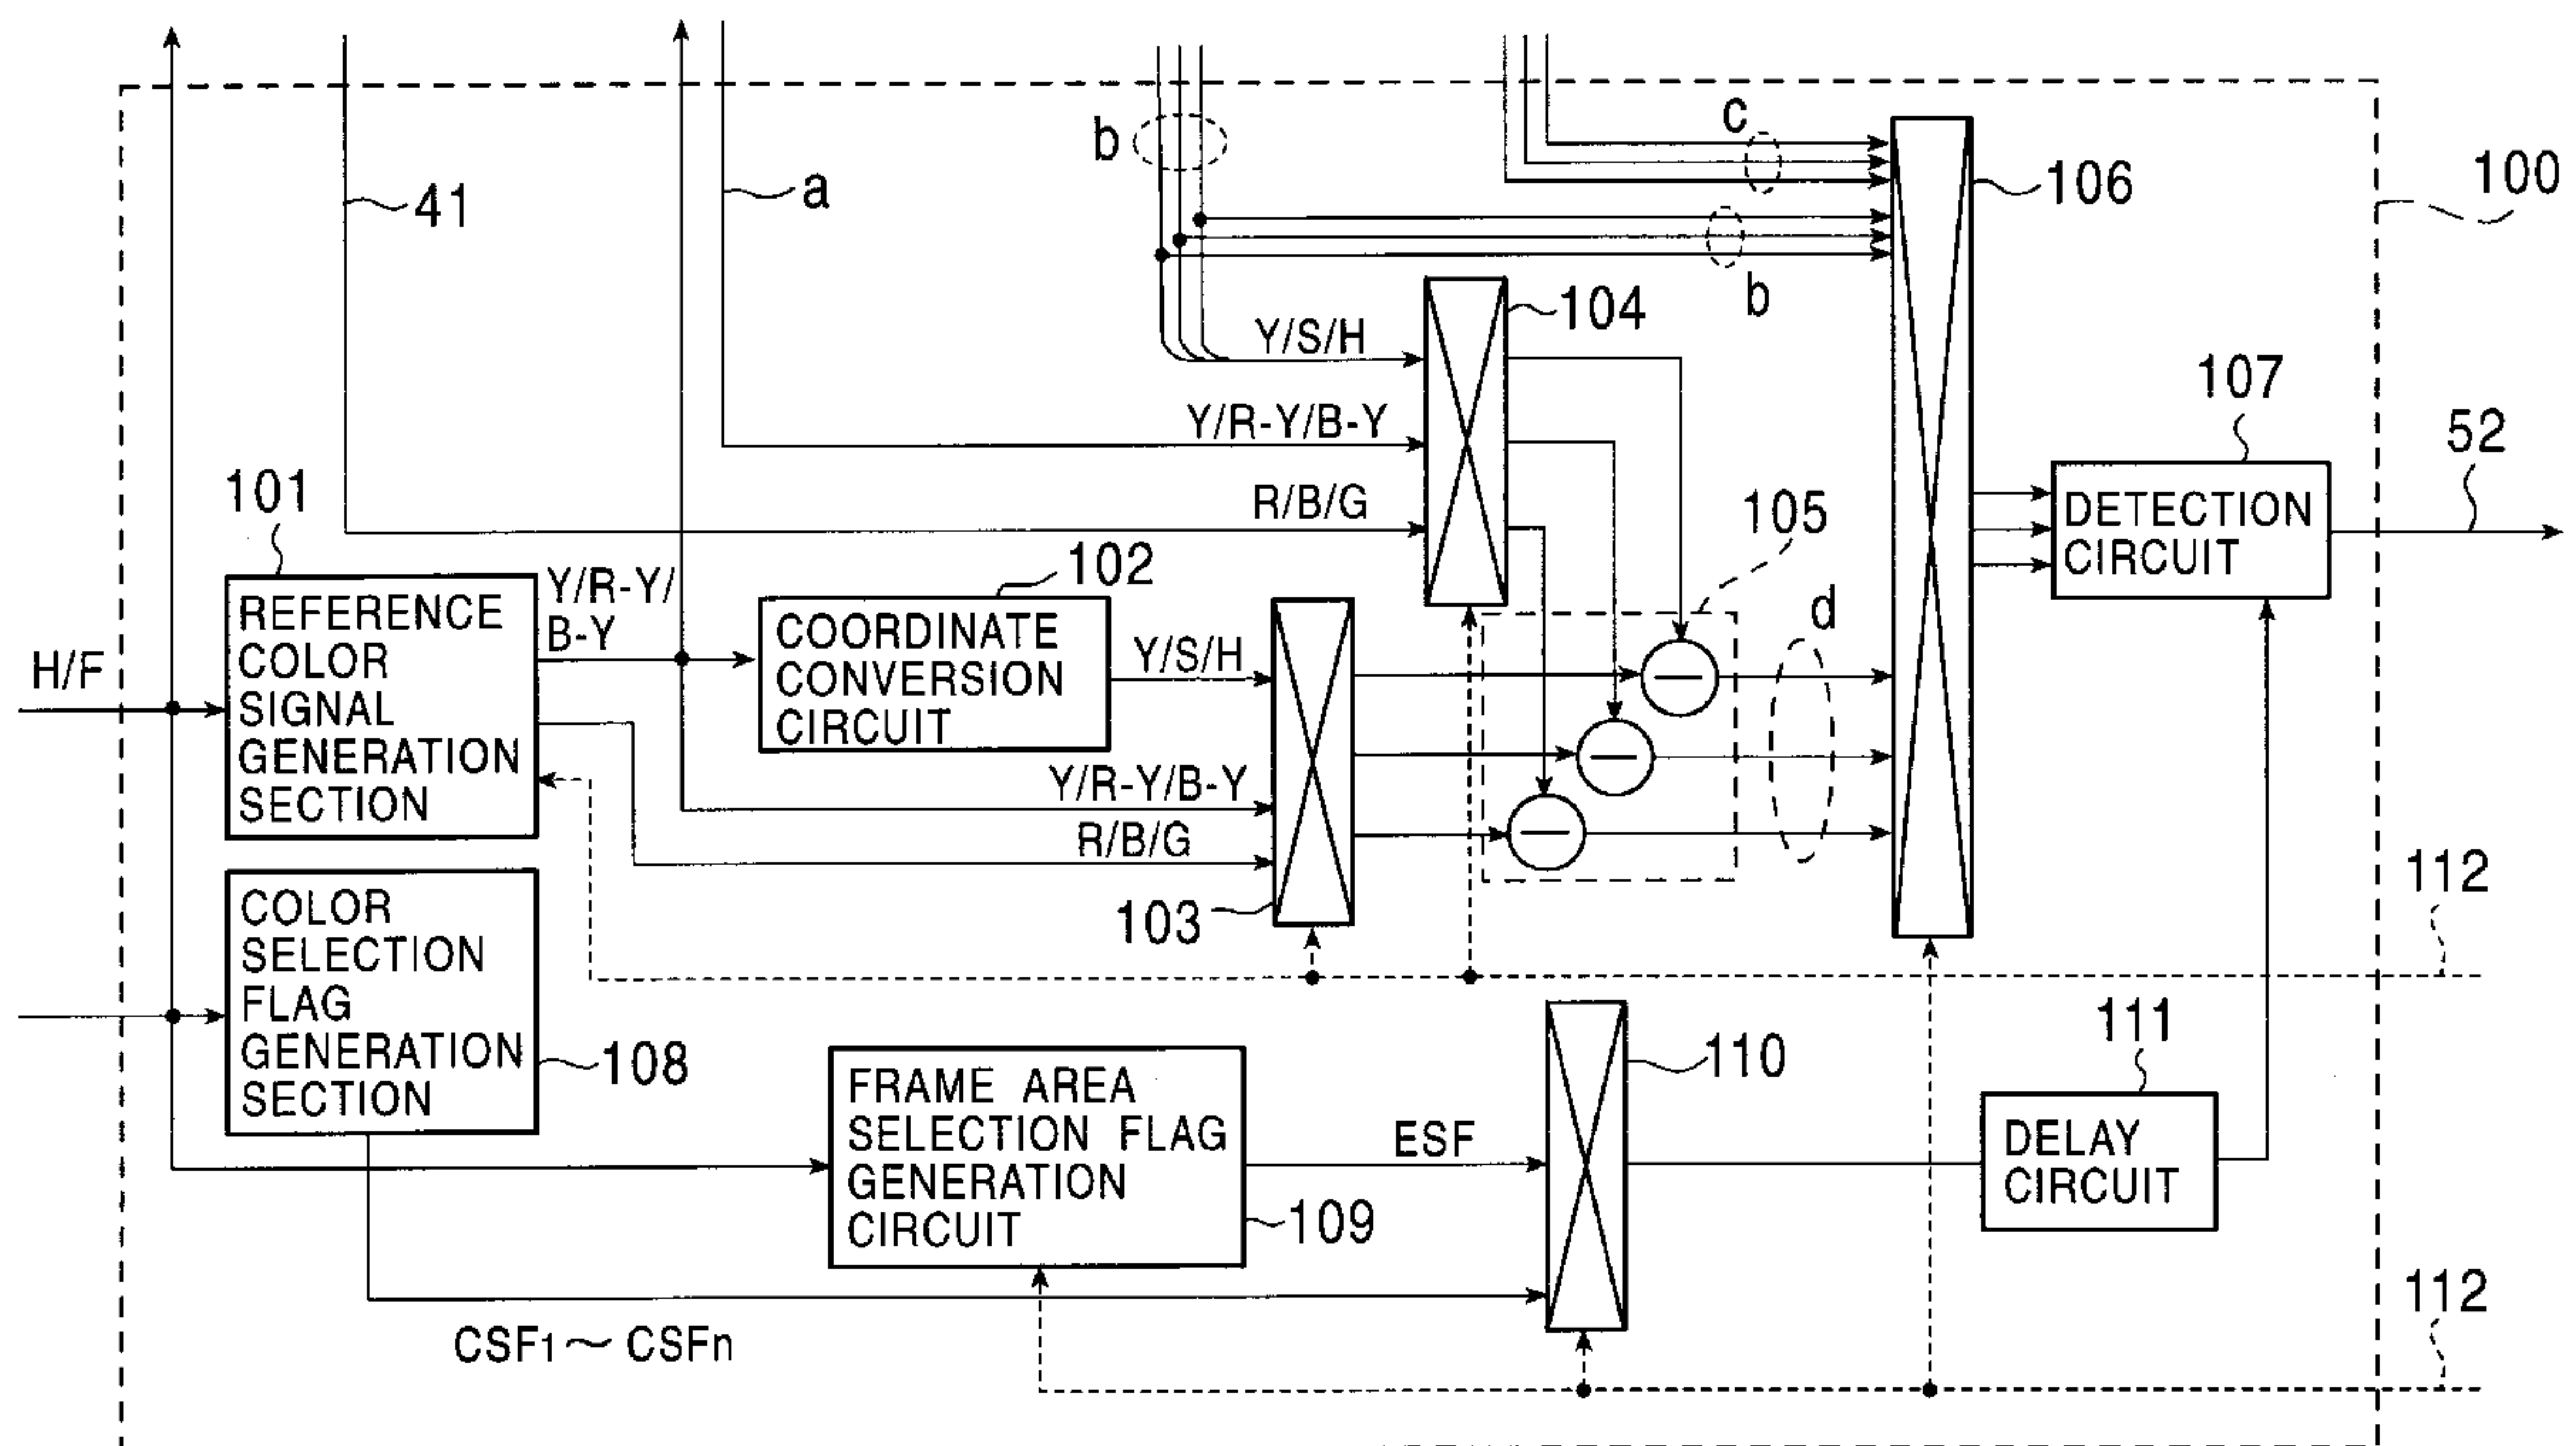 b
c
106
100
41
a
b
104
Y/S/H
107
Y/R-Y/B-Y
52
101
R/B/G
105
DETECTION
CIRCUIT
102
Y/R-Y/
B-Y
d
REFERENCE
COLOR
SIGNAL
GENERATION
SECTION
COORDINATE
CONVERSION
CIRCUIT
Y/S/H
H/F
Y/R-Y/B-Y
R/B/G
112
103
COLOR
SELECTION
FLAG
GENERATION
SECTION
108
110
111
FRAME AREA
SELECTION FLAG
GENERATION
CIRCUIT
109
ESF
DELAY
CIRCUIT
112
CSF1~CSFn